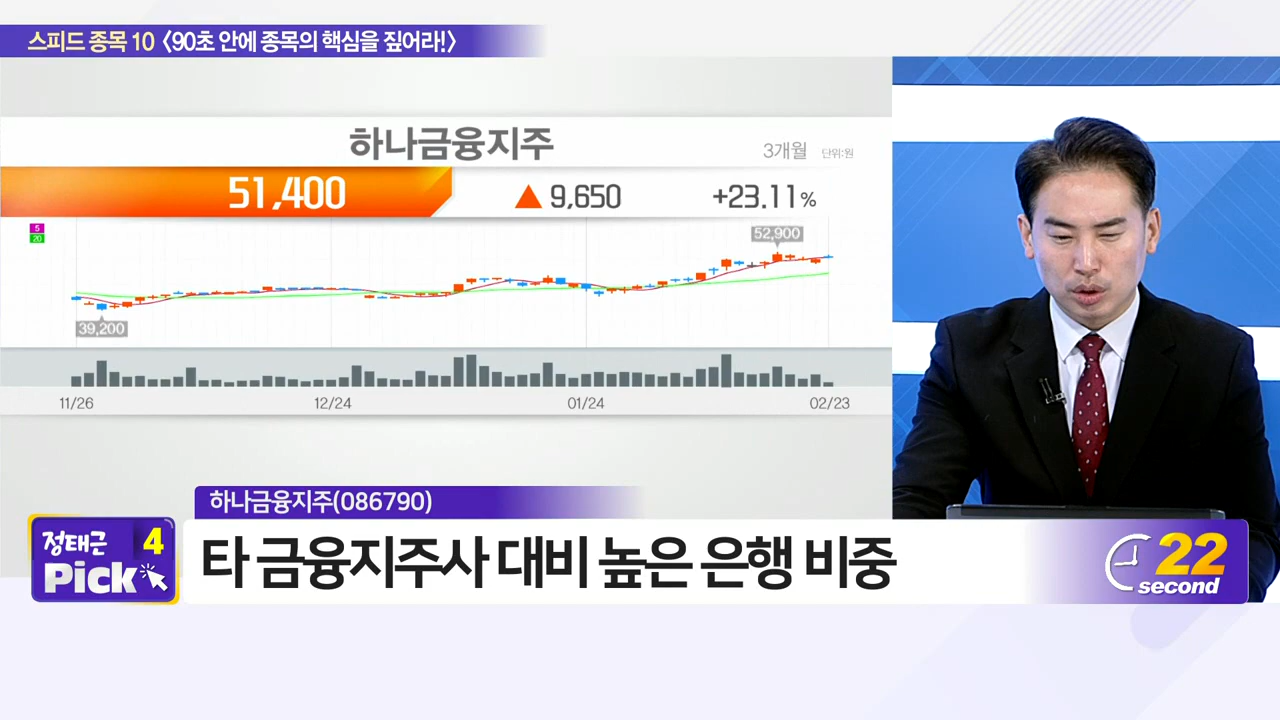 스피드 종목 10 <90초 안에 종목의 핵심을 짚어라!>
하나금융지주
3개월 단위:원
51,400 ▲ 9,650 +23.11%
5
20
52,900
39,200
11/26 12/24 01/24 02/23
하나금융지주(086790)
정태근 4
Pick
타 금융지주사 대비 높은 은행 비중
22
second